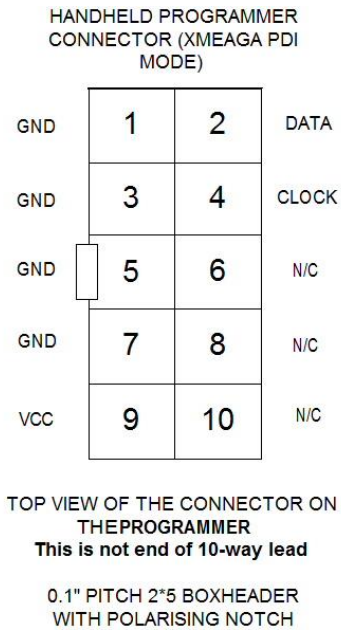 HANDHELD PROGRAMMER
CONNECTOR (XMEAGA PDI
MODE)
GND 1 2 DATA
GND 3 4 CLOCK
GND 5 6 N/C
GND 7 8 N/C
VCC 9 10 N/C
TOP VIEW OF THE CONNECTOR ON
THEPROGRAMMER
This is not end of 10-way lead
0.1" PITCH 2*5 BOXHEADER
WITH POLARISING NOTCH